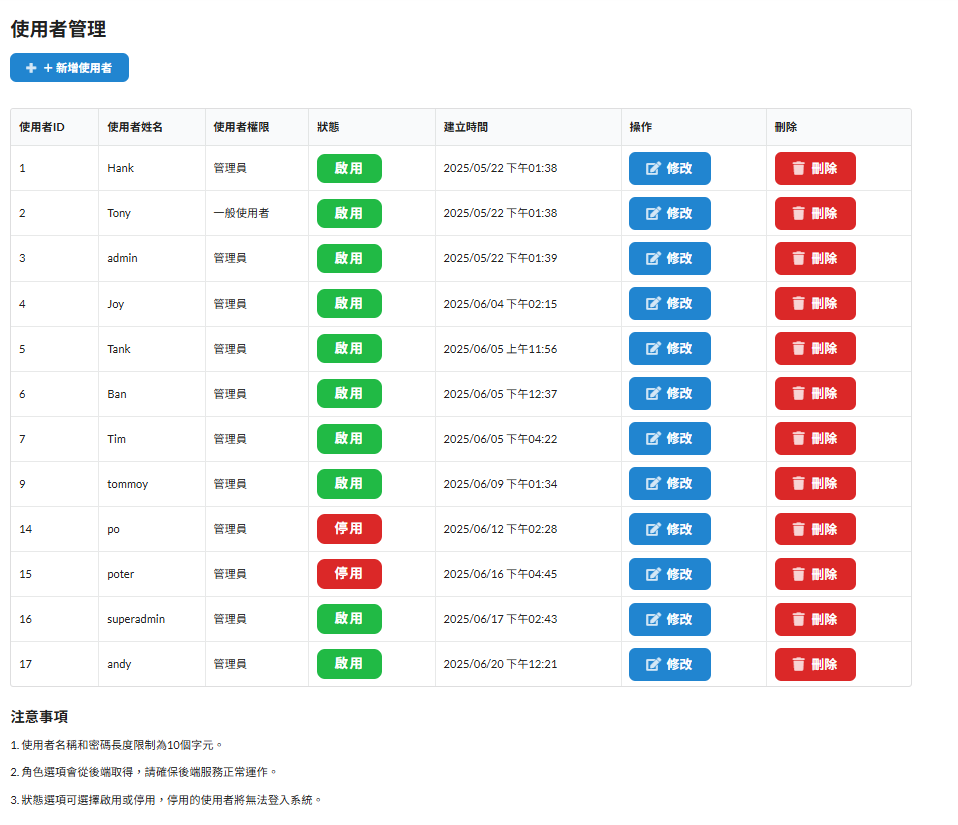 使用者管理
+ 新增使用者
使用者ID 使用者姓名 使用者權限 狀態 建立時間 操作 刪除
1 Hank 管理員 啟用 2025/05/22 下午01:38 修改 刪除
2 Tony 一般使用者 啟用 2025/05/22 下午01:38 修改 刪除
3 admin 管理員 啟用 2025/05/22 下午01:39 修改 刪除
4 Joy 管理員 啟用 2025/06/04 下午02:15 修改 刪除
5 Tank 管理員 啟用 2025/06/05 上午11:56 修改 刪除
6 Ban 管理員 啟用 2025/06/05 下午12:37 修改 刪除
7 Tim 管理員 啟用 2025/06/05 下午04:22 修改 刪除
9 tommoy 管理員 啟用 2025/06/09 下午01:34 修改 刪除
14 po 管理員 停用 2025/06/12 下午02:28 修改 刪除
15 poter 管理員 停用 2025/06/16 下午04:45 修改 刪除
16 superadmin 管理員 啟用 2025/06/17 下午02:43 修改 刪除
17 andy 管理員 啟用 2025/06/20 下午12:21 修改 刪除
注意事項
1. 使用者名稱和密碼長度限制為10個字元。
2. 角色選項會從後端取得，請確保後端服務正常運作。
3. 狀態選項可選擇啟用或停用，停用的使用者將無法登入系統。